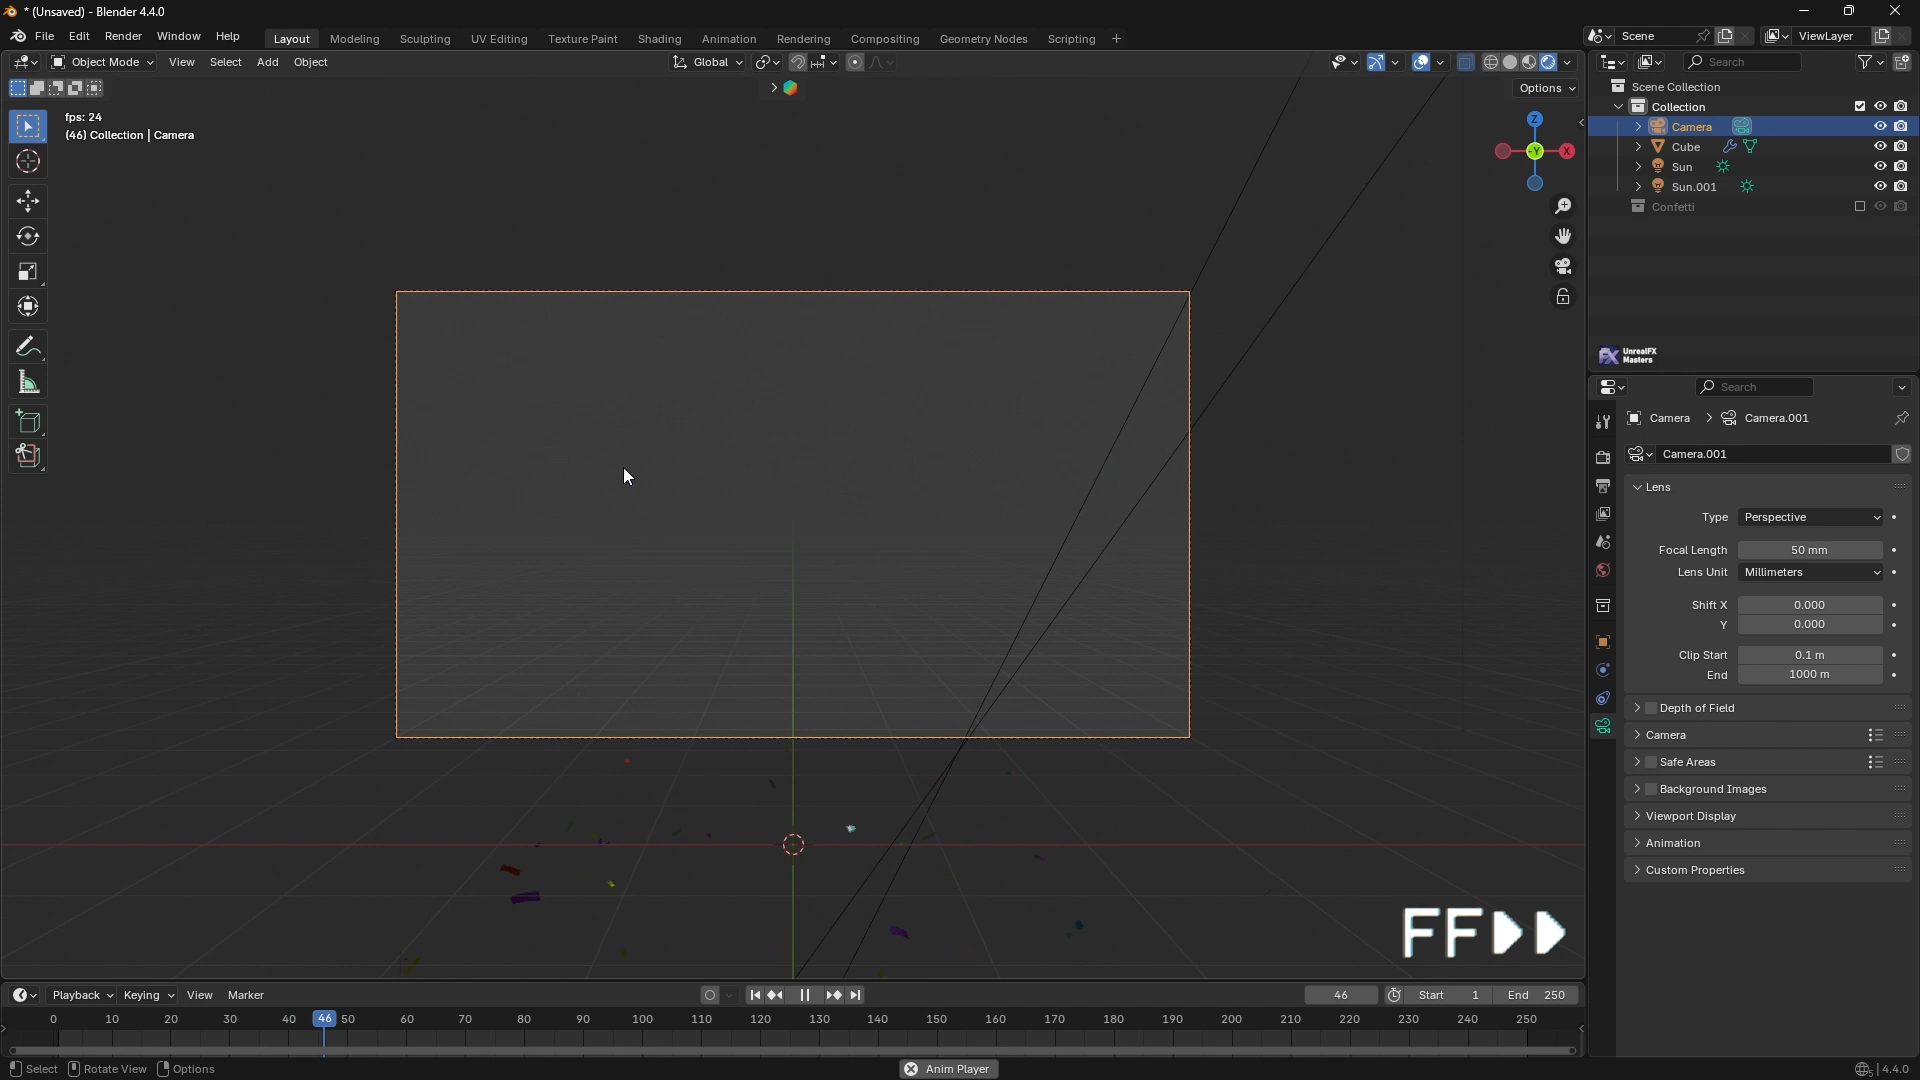 * (Unsaved) - Blender 4.4.0
File Edit Render Window Help
Layout Modeling Sculpting UV Editing Texture Paint Shading Animation Rendering Compositing Geometry Nodes Scripting +
Scene
ViewLayer
Object Mode View Select Add Object
Global
Search
Options
fps: 24
(46) Collection | Camera
Z
-Y
X
Scene Collection
Collection
Camera
Cube
Sun
Sun.001
Confetti
FX UnrealFX
Masters
Search
Camera > Camera.001
Camera.001
Lens
Type Perspective
Focal Length 50 mm
Lens Unit Millimeters
Shift X 0.000
Y 0.000
Clip Start 0.1 m
End 1000 m
Depth of Field
Camera
Safe Areas
Background Images
Viewport Display
Animation
Custom Properties
FF
Playback Keying View Marker
46
Start 1
End 250
0 10 20 30 40 46 50 60 70 80 90 100 110 120 130 140 150 160 170 180 190 200 210 220 230 240 250
Select Rotate View Options
Anim Player
5 | 4.4.0